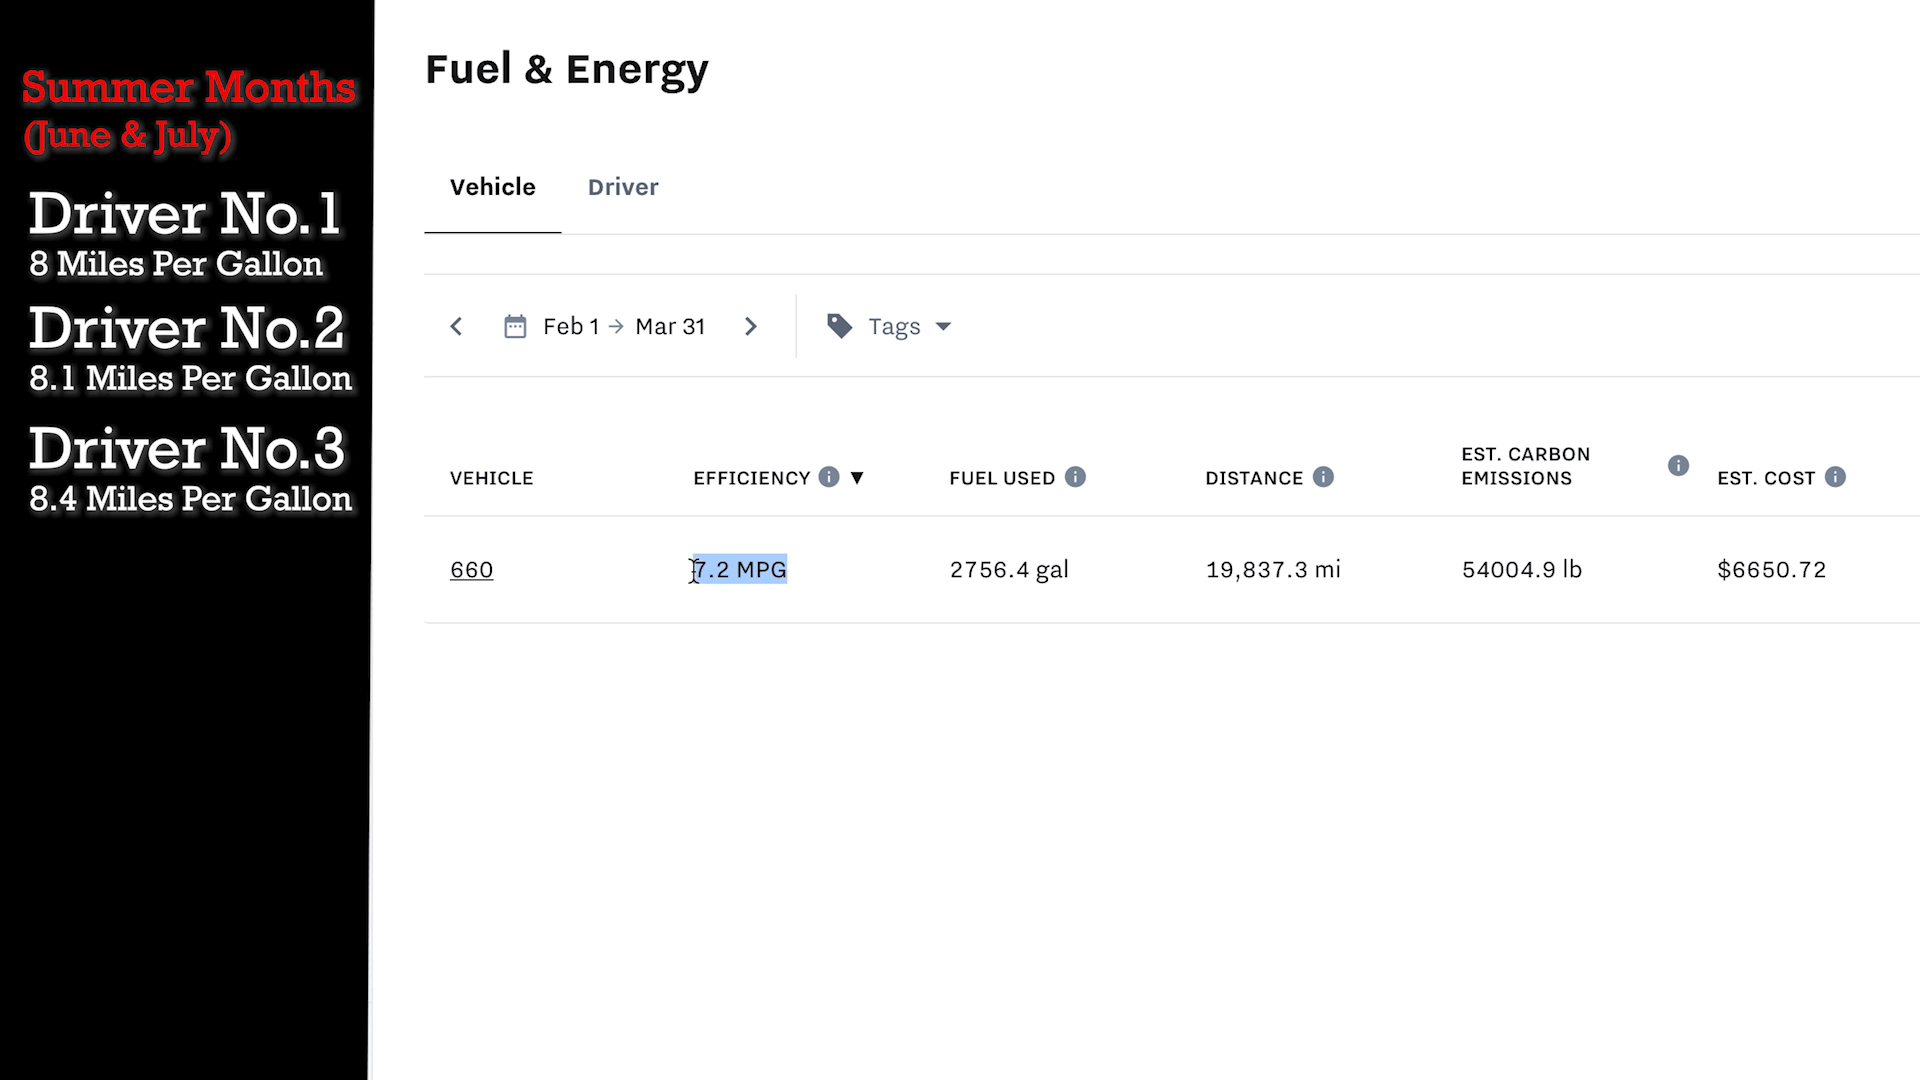 Summer Months
(June & July)
Driver No.1
8 Miles Per Gallon
Driver No.2
8.1 Miles Per Gallon
Driver No.3
8.4 Miles Per Gallon
Fuel & Energy
Vehicle Driver
Feb 1 → Mar 31 Tags
VEHICLE EFFICIENCY FUEL USED DISTANCE EST. CARBON EMISSIONS EST. COST
660 7.2 MPG 2756.4 gal 19,837.3 mi 54004.9 lb $6650.72